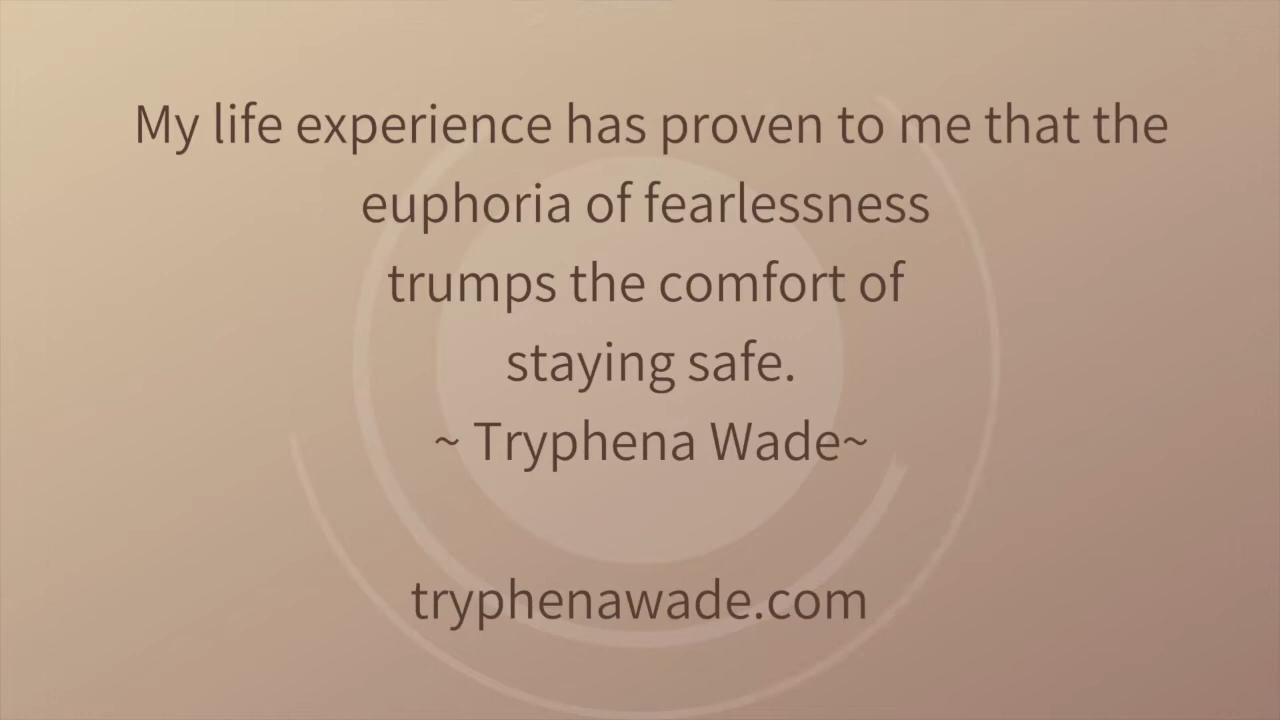 My life experience has proven to me that the
euphoria of fearlessness
trumps the comfort of
staying safe.
~ Tryphena Wade~
tryphenawade.com